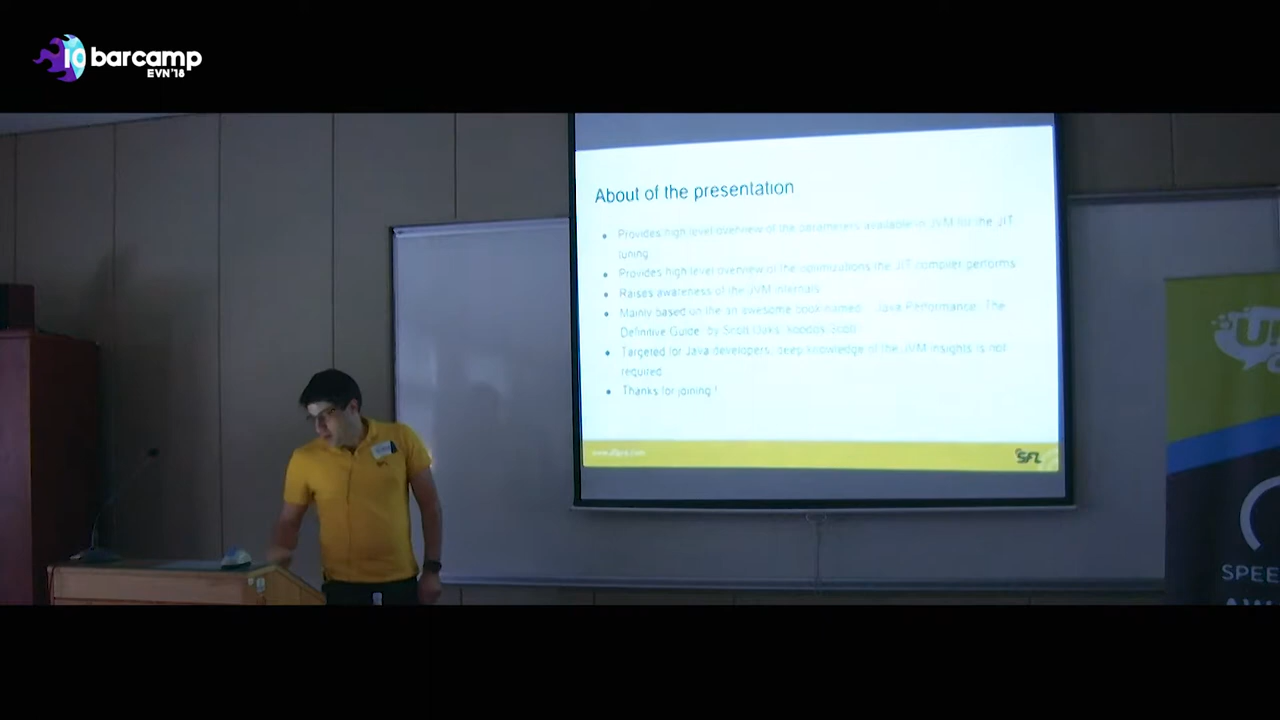 10 barcamp
EVN'18
About of the presentation
Provides high level overview of the parameters available in JVM for the JIT
tuning
Provides high level overview of the optimizations the JIT compiler performs
Raises awareness of the JVM internals
Mainly based on the an awesome book named Java Performance: The
Definitive Guide by
Targeted for Java developers, deep knowledge of the JVM insights is not
required
Thanks for joining !
SFL
SPEE